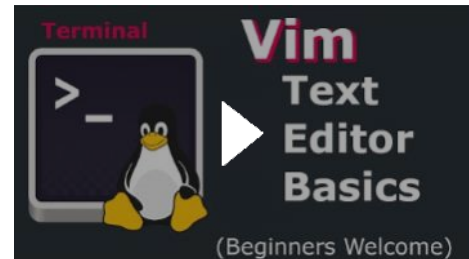 Terminal
>_
Vim
Text
Editor
Basics
(Beginners Welcome)